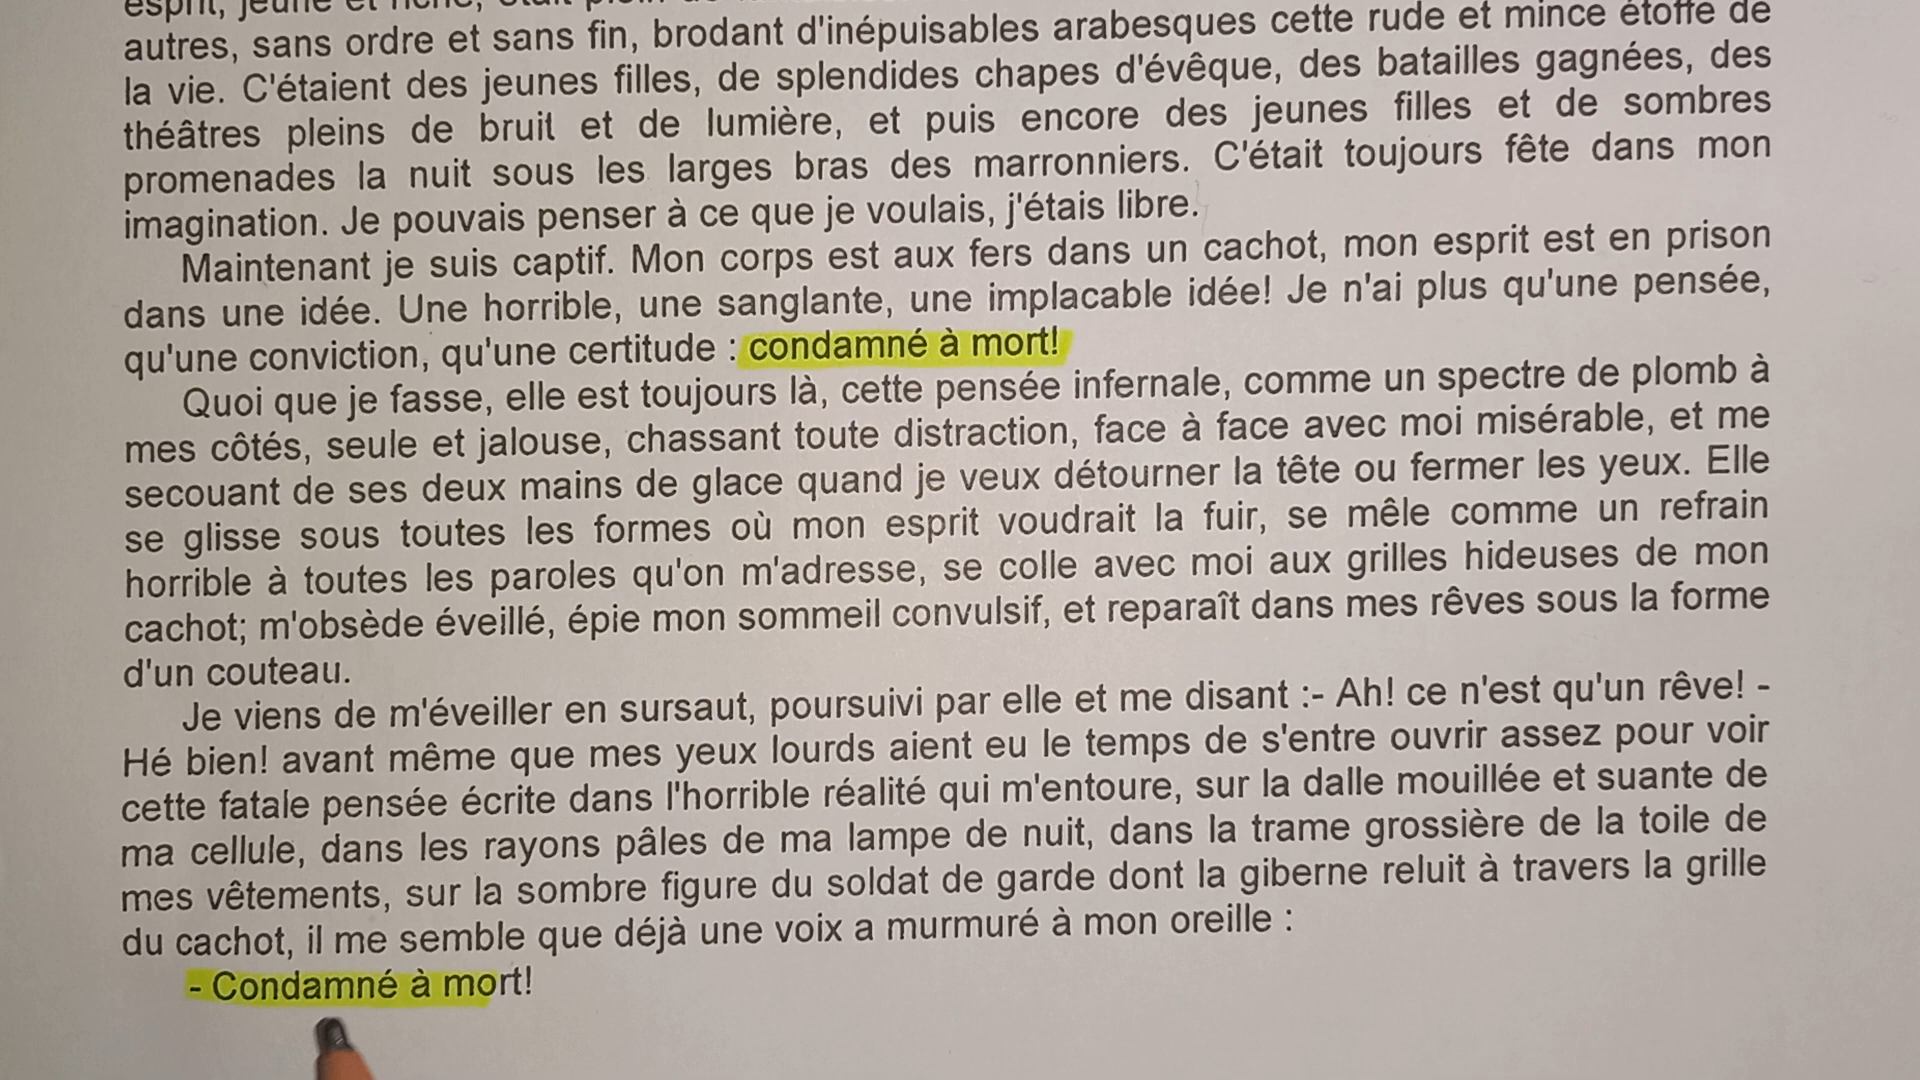 esprit, jeune et riche, était plein de
autres, sans ordre et sans fin, brodant d'inépuisables arabesques cette rude et mince étoffe de
la vie. C'étaient des jeunes filles, de splendides chapes d'évêque, des batailles gagnées, des
théâtres pleins de bruit et de lumière, et puis encore des jeunes filles et de sombres
promenades la nuit sous les larges bras des marronniers. C'était toujours fête dans mon
imagination. Je pouvais penser à ce que je voulais, j'étais libre.
Maintenant je suis captif. Mon corps est aux fers dans un cachot, mon esprit est en prison
dans une idée. Une horrible, une sanglante, une implacable idée! Je n'ai plus qu'une pensée,
qu'une conviction, qu'une certitude : condamné à mort!
Quoi que je fasse, elle est toujours là, cette pensée infernale, comme un spectre de plomb à
mes côtés, seule et jalouse, chassant toute distraction, face à face avec moi misérable, et me
secouant de ses deux mains de glace quand je veux détourner la tête ou fermer les yeux. Elle
se glisse sous toutes les formes où mon esprit voudrait la fuir, se mêle comme un refrain
horrible à toutes les paroles qu'on m'adresse, se colle avec moi aux grilles hideuses de mon
cachot; m'obsède éveillé, épie mon sommeil convulsif, et reparaît dans mes rêves sous la forme
d'un couteau.
Je viens de m'éveiller en sursaut, poursuivi par elle et me disant :- Ah! ce n'est qu'un rêve! -
Hé bien! avant même que mes yeux lourds aient eu le temps de s'entre ouvrir assez pour voir
cette fatale pensée écrite dans l'horrible réalité qui m'entoure, sur la dalle mouillée et suante de
ma cellule, dans les rayons pâles de ma lampe de nuit, dans la trame grossière de la toile de
mes vêtements, sur la sombre figure du soldat de garde dont la giberne reluit à travers la grille
du cachot, il me semble que déjà une voix a murmuré à mon oreille :
- Condamné à mort!